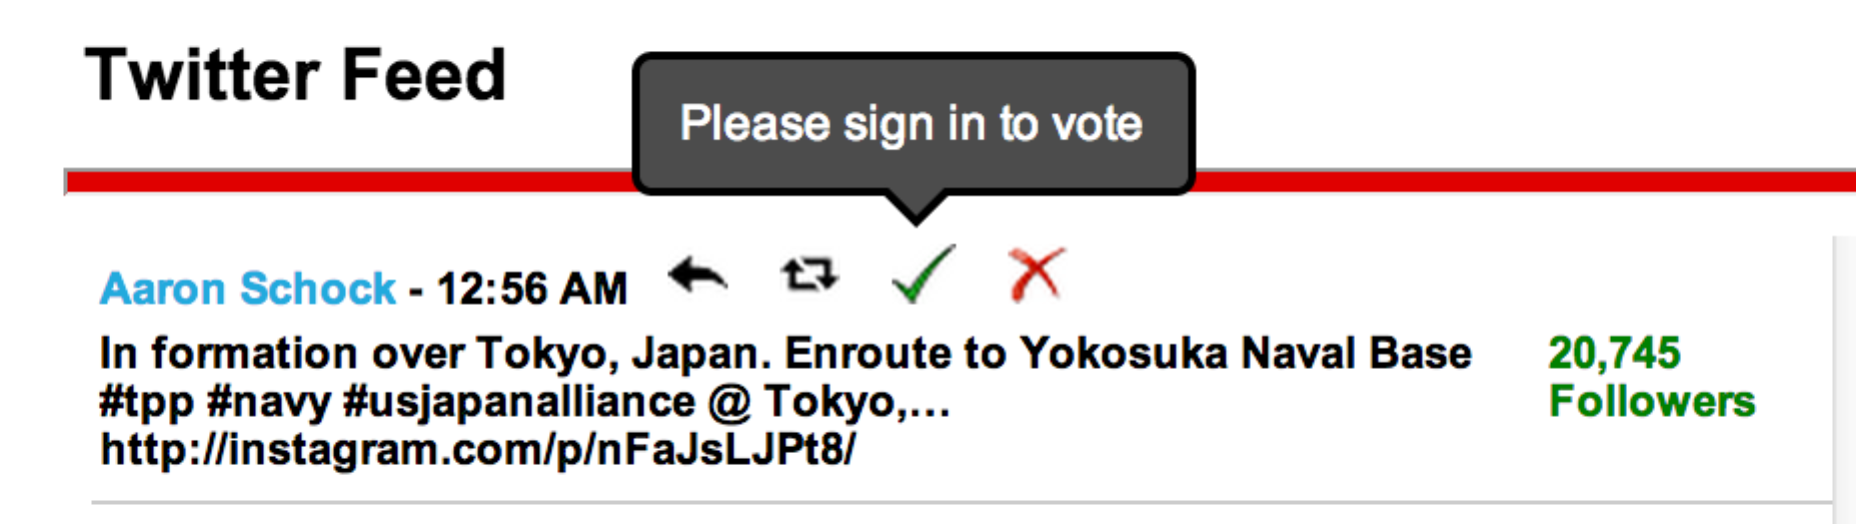 Twitter Feed
Please sign in to vote
Aaron Schock - 12:56 AM
In formation over Tokyo, Japan. Enroute to Yokosuka Naval Base
#tpp #navy #usjapanalliance @ Tokyo,...
http://instagram.com/p/nFaJsLJPt8/
20,745
Followers